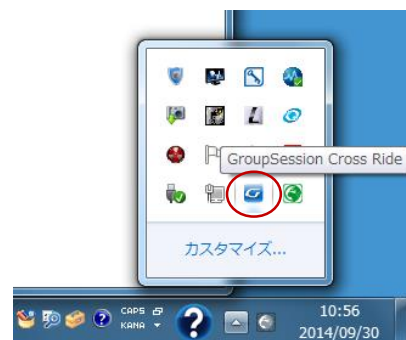 GroupSession Cross Ride
カスタマイズ...
CAPS
KANA
10:56
2014/09/30